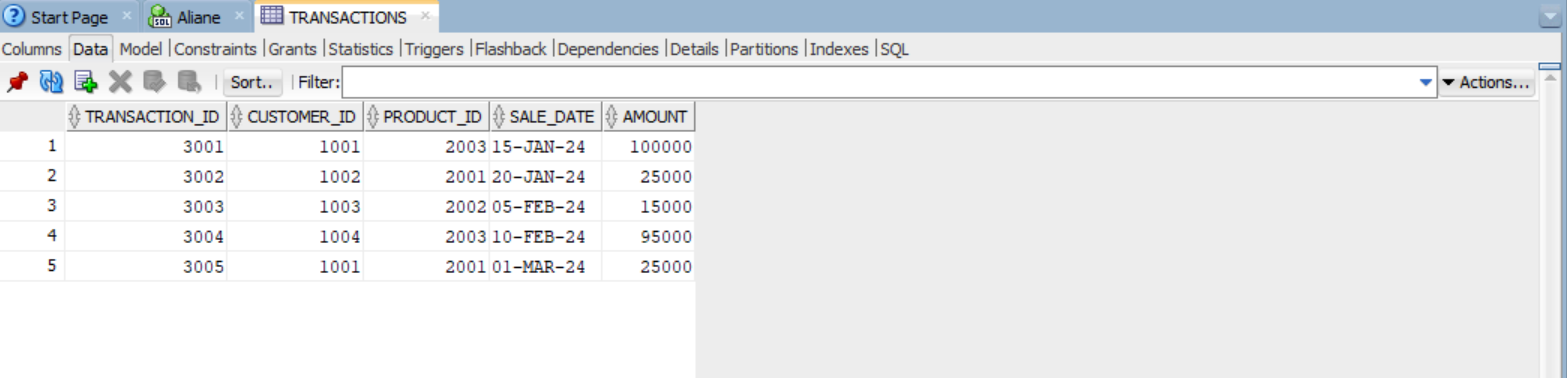 Start Page Aliane TRANSACTIONS
Columns Data Model Constraints Grants Statistics Triggers Flashback Dependencies Details Partitions Indexes SQL
Sort.. Filter: Actions...
TRANSACTION_ID CUSTOMER_ID PRODUCT_ID SALE_DATE AMOUNT
1 3001 1001 2003 15-JAN-24 100000
2 3002 1002 2001 20-JAN-24 25000
3 3003 1003 2002 05-FEB-24 15000
4 3004 1004 2003 10-FEB-24 95000
5 3005 1001 2001 01-MAR-24 25000